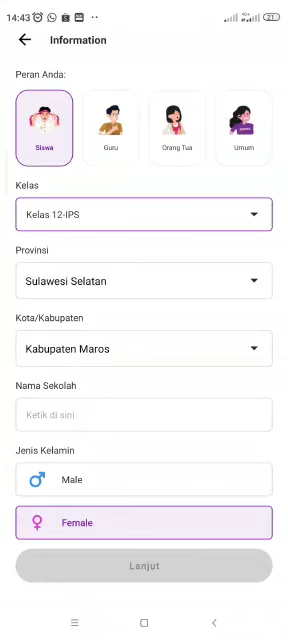 14:43
21
Information
Peran Anda:
Siswa
Guru
Orang Tua
Umum
Kelas
Kelas 12-IPS
Provinsi
Sulawesi Selatan
Kota/Kabupaten
Kabupaten Maros
Nama Sekolah
Ketik di sini
Jenis Kelamin
Male
Female
Lanjut